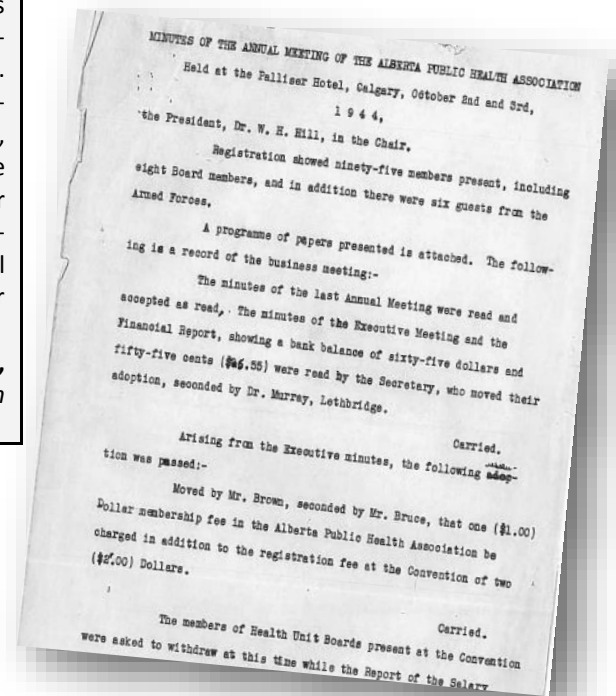 s
-
.
-
,
e
r
-
l
r
,
n
MINUTES OF THE ANNUAL MEETING OF THE ALBERTA PUBLIC HEALTH ASSOCIATION
Held at the Palliser Hotel, Calgary, October 2nd and 3rd,
1944,
the President, Dr. W. H. Hill, in the Chair.
Registration showed ninety-five members present, including
eight Board members, and in addition there were six guests from the
Armed Forces.
A programme of papers presented is attached. The follow-
ing is a record of the business meeting:-
The minutes of the last Annual Meeting were read and
accepted as read. The minutes of the Executive Meeting and the
Financial Report, showing a bank balance of sixty-five dollars and
fifty-five cents ( .55) were read by the Secretary, who moved their
adoption, seconded by Dr. Murray, Lethbridge.
Carried.
Arising from the Executive minutes, the following adop-
tion was passed:-
Moved by Mr. Brown, seconded by Mr. Bruce, that one ($1.00)
Dollar membership fee in the Alberta Public Health Association be
charged in addition to the registration fee at the Convention of two
($2.00) Dollars.
Carried.
The members of Health Unit Boards present at the Convention
were asked to withdraw at this time while the Report of the Salary